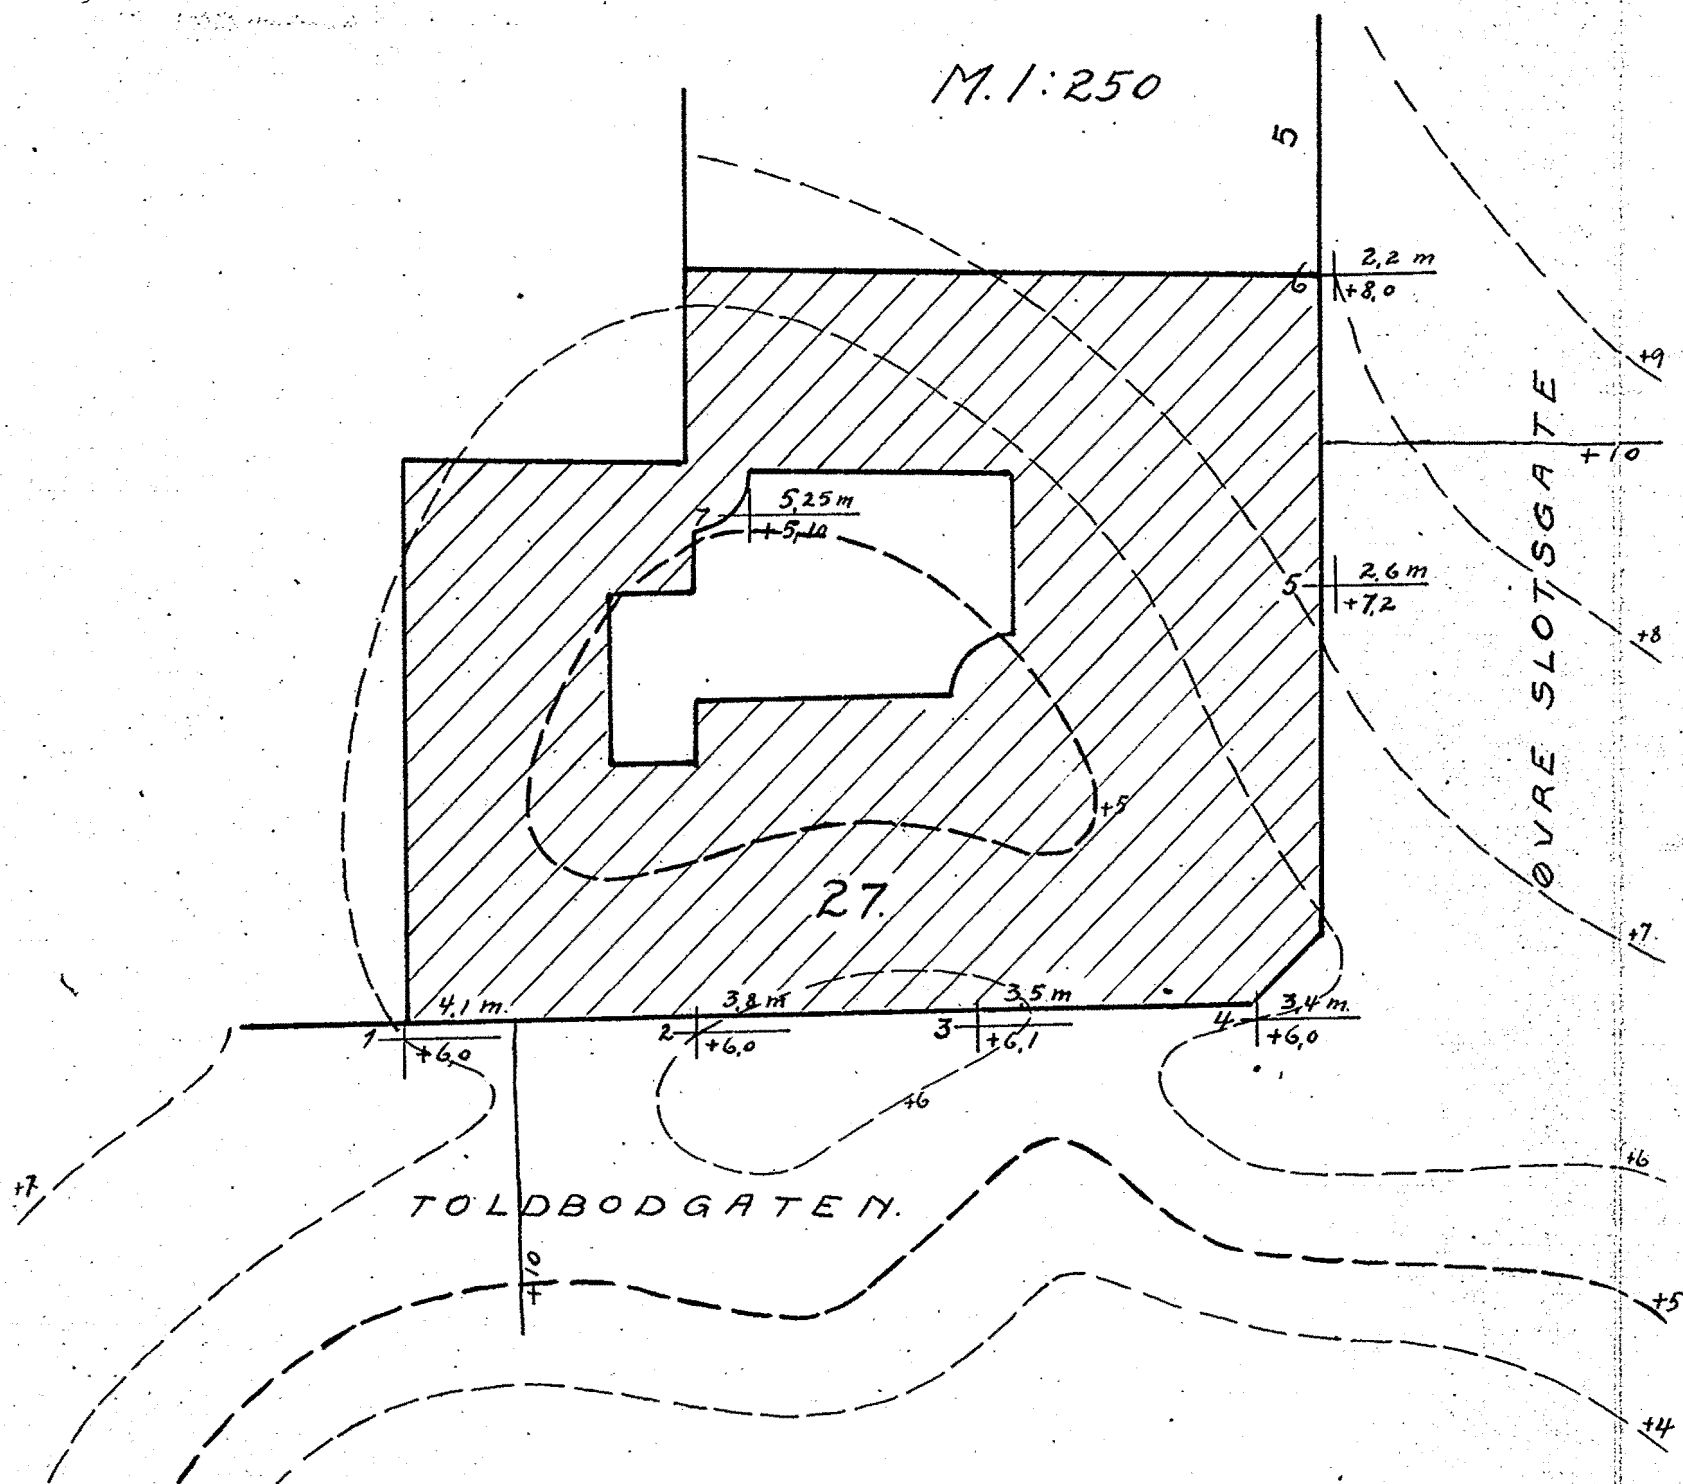 M. 1:250
5
2,2 m
6
+8,0
+9
+10
5,25 m
7
+5,10
2,6 m
5
+7,2
ØVRE SLOTSGATE
+8
+5
27.
+7
4,1 m.
1
+6,0
3,8 m
2
+6,0
3,5 m
3
+6,1
3,4 m.
4
+6,0
+6
+6
+7
TOLDBODGATEN.
+10
+5
+4